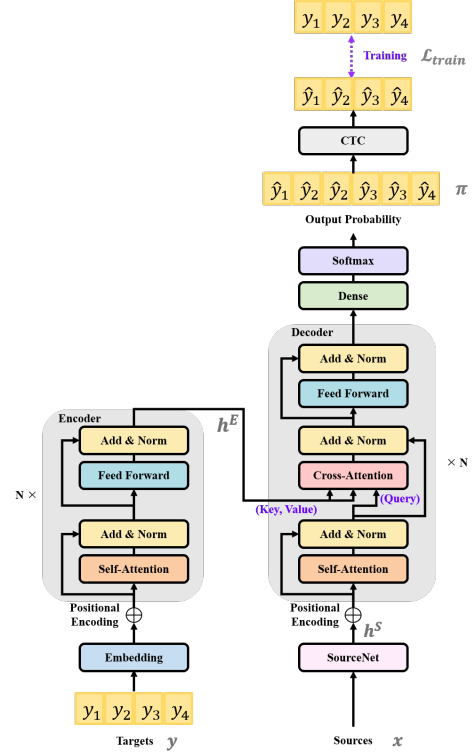 y₁ y₂ y₃ y₄
Training ℒ_train
ŷ₁ ŷ₂ ŷ₃ ŷ₄
CTC
ŷ₁ ŷ₂ ŷ₂ ŷ₃ ŷ₃ ŷ₄ π
Output Probability
Softmax
Dense
Decoder
Add & Norm
Feed Forward
Add & Norm
Cross-Attention
× N
(Key, Value)
(Query)
Add & Norm
Self-Attention
Positional
Encoding
h^S
SourceNet
Sources x
h^E
Encoder
Add & Norm
Feed Forward
N ×
Add & Norm
Self-Attention
Positional
Encoding
Embedding
y₁ y₂ y₃ y₄
Targets y